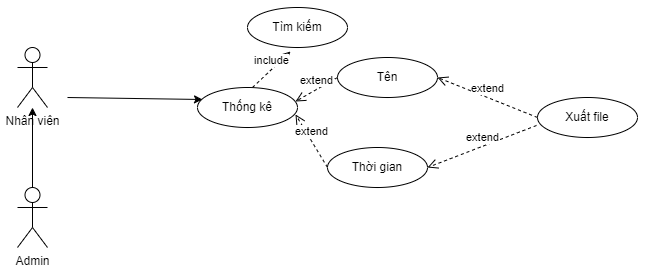 Tìm kiếm
include
extend
Tên
extend
Thống kê
Nhân viên
extend
Xuất file
extend
Thời gian
Admin